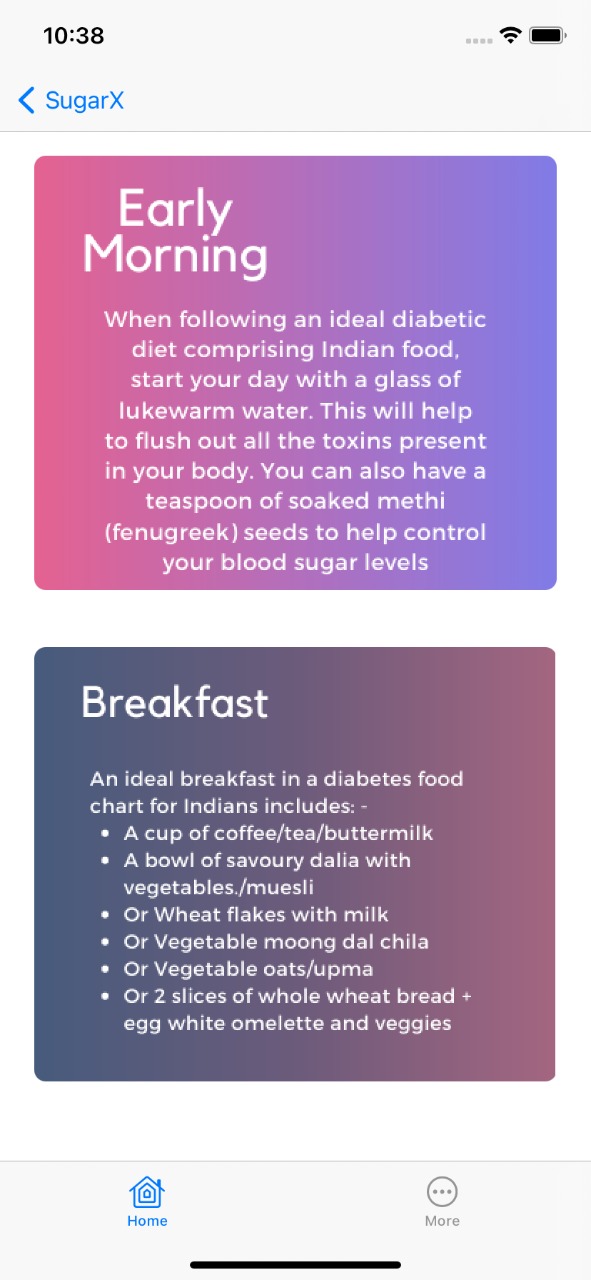 10:38
SugarX
Early
Morning
When following an ideal diabetic
diet comprising Indian food,
start your day with a glass of
lukewarm water. This will help
to flush out all the toxins present
in your body. You can also have a
teaspoon of soaked methi
(fenugreek) seeds to help control
your blood sugar levels
Breakfast
An ideal breakfast in a diabetes food
chart for Indians includes: -
• A cup of coffee/tea/buttermilk
• A bowl of savoury dalia with
vegetables./muesli
• Or Wheat flakes with milk
• Or Vegetable moong dal chila
• Or Vegetable oats/upma
• Or 2 slices of whole wheat bread +
egg white omelette and veggies
Home
More